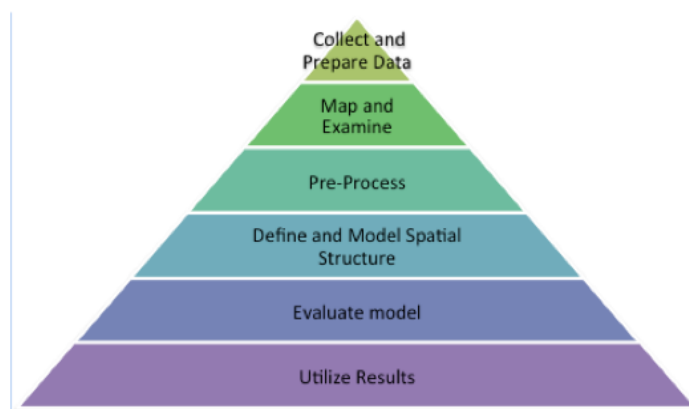 Collect and
Prepare Data
Map and
Examine
Pre-Process
Define and Model Spatial
Structure
Evaluate model
Utilize Results